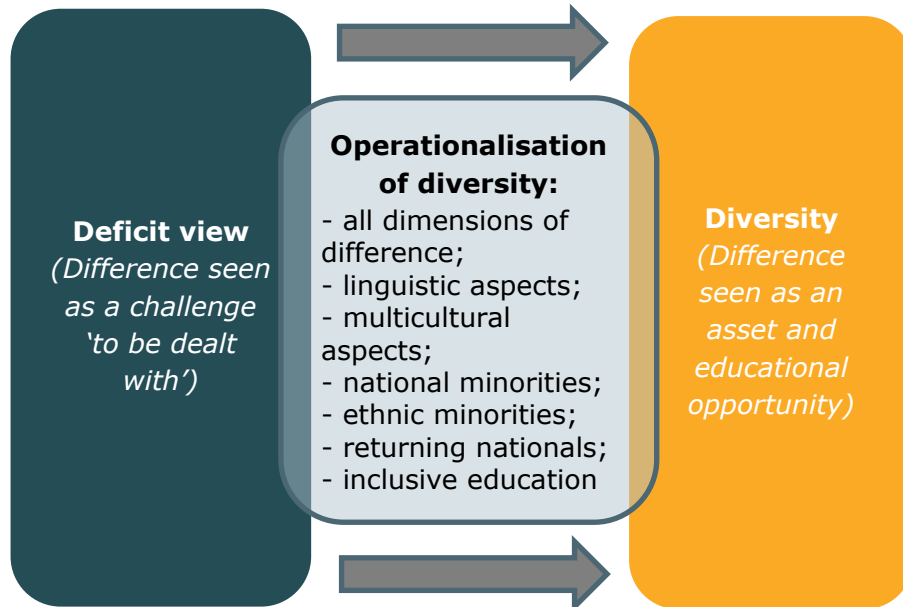 Deficit view
(Difference seen
as a challenge
‘to be dealt
with’)
Operationalisation
of diversity:
- all dimensions of
difference;
- linguistic aspects;
- multicultural
aspects;
- national minorities;
- ethnic minorities;
- returning nationals;
- inclusive education
Diversity
(Difference
seen as an
asset and
educational
opportunity)